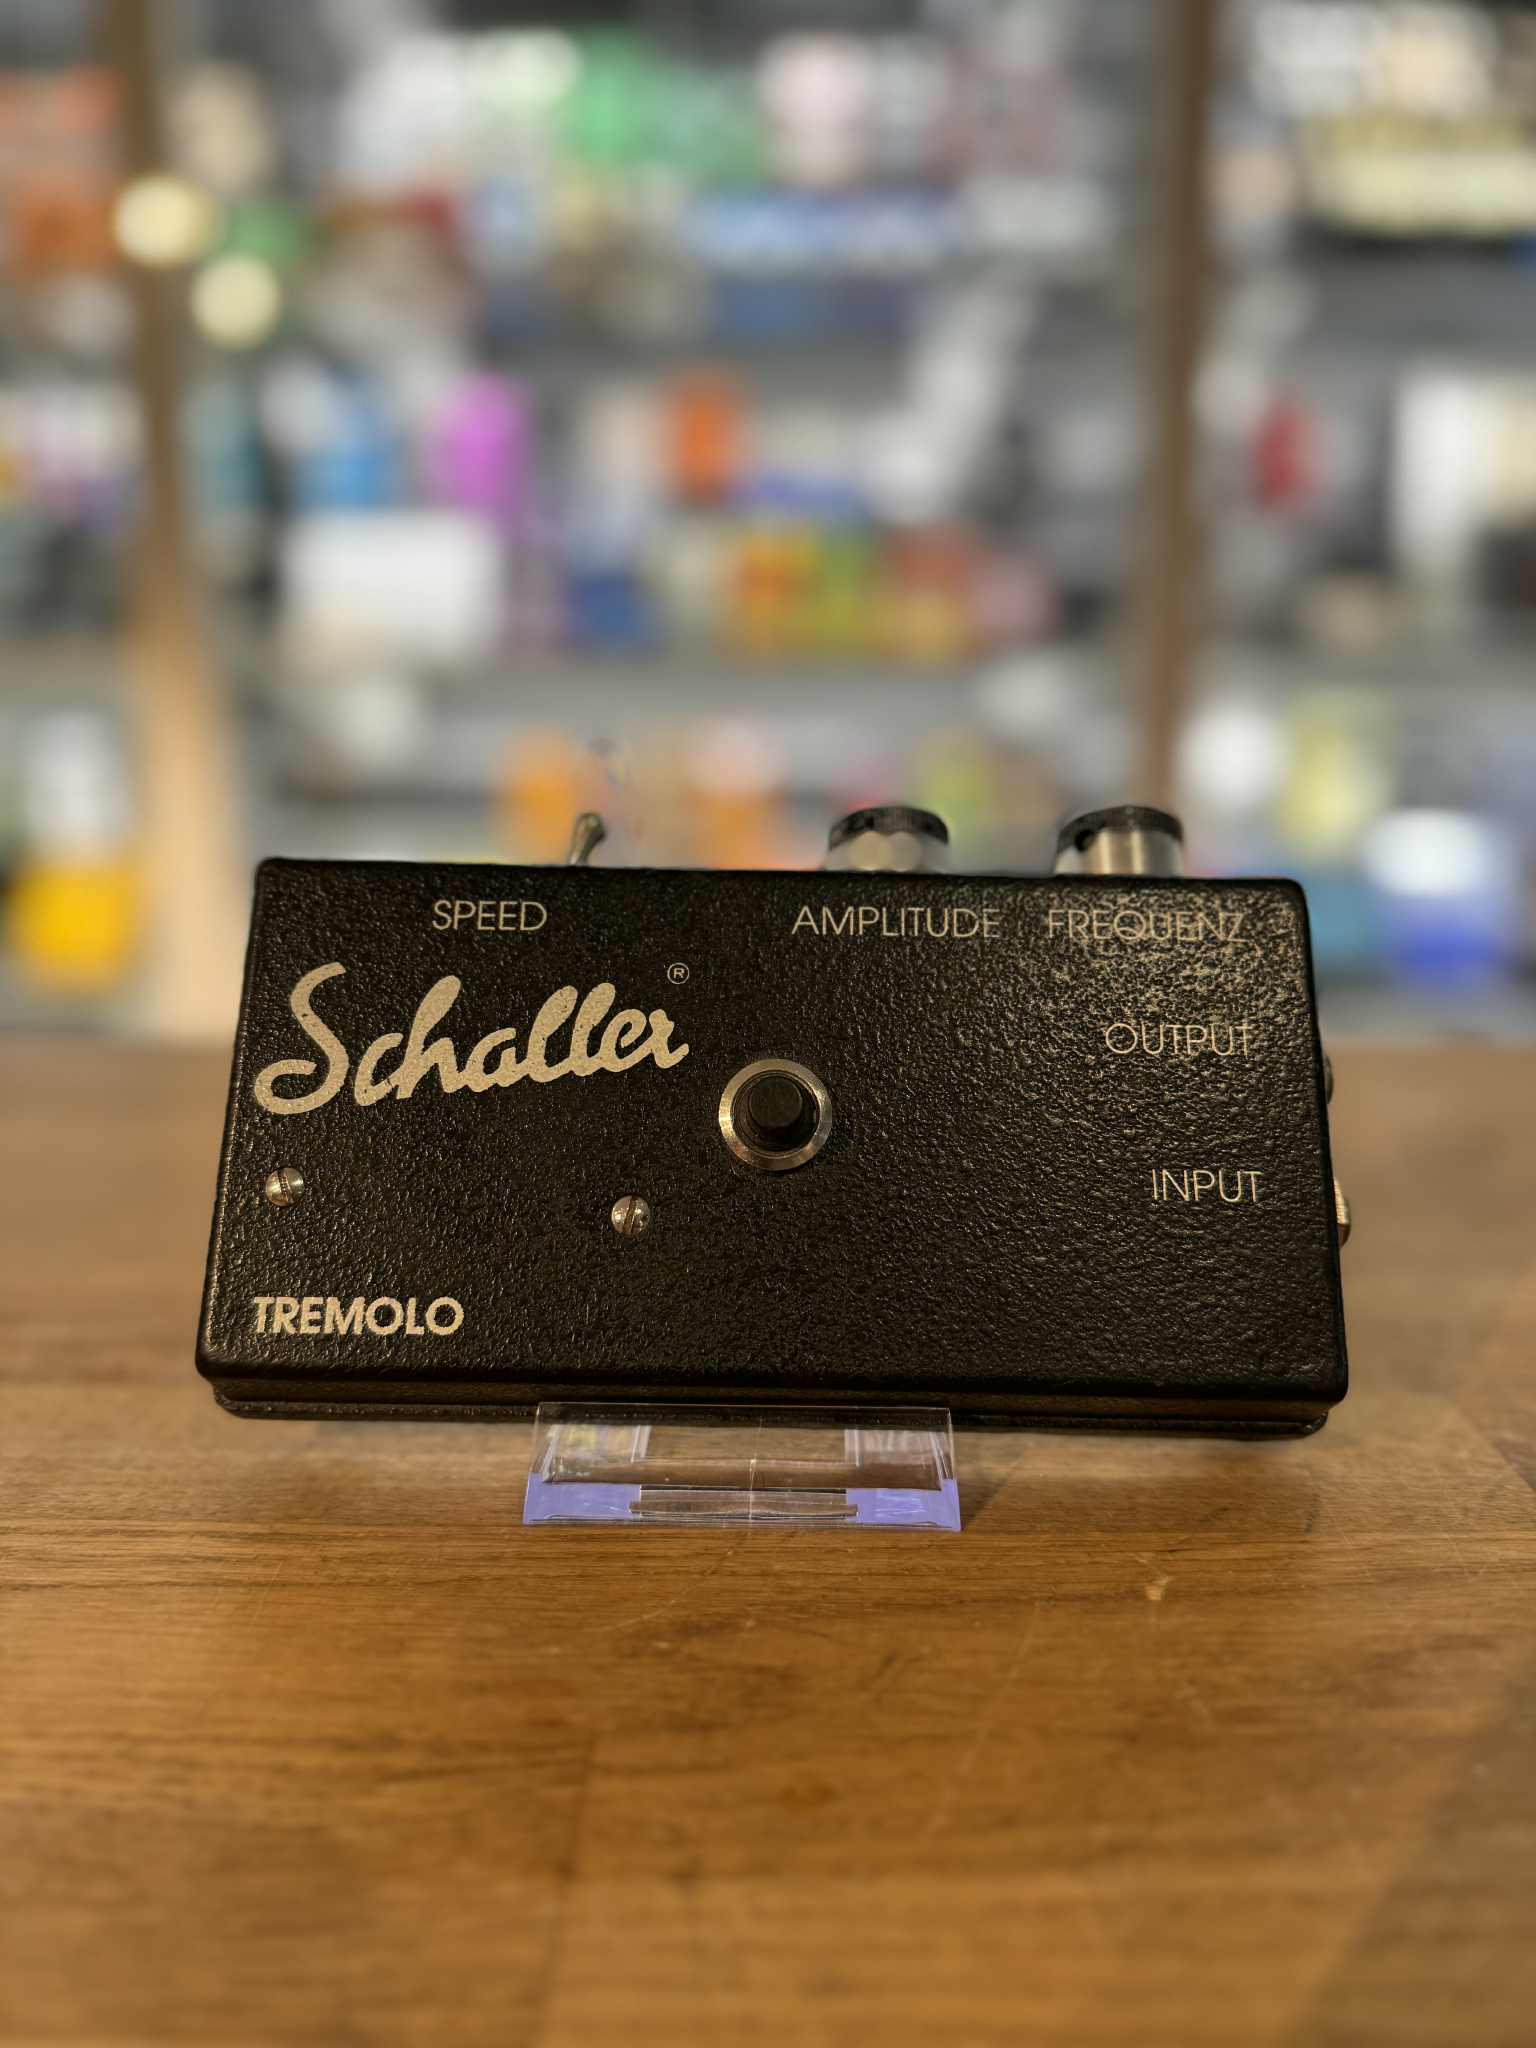 SPEED AMPLITUDE FREQUENZ
Schaller ®
OUTPUT
INPUT
TREMOLO